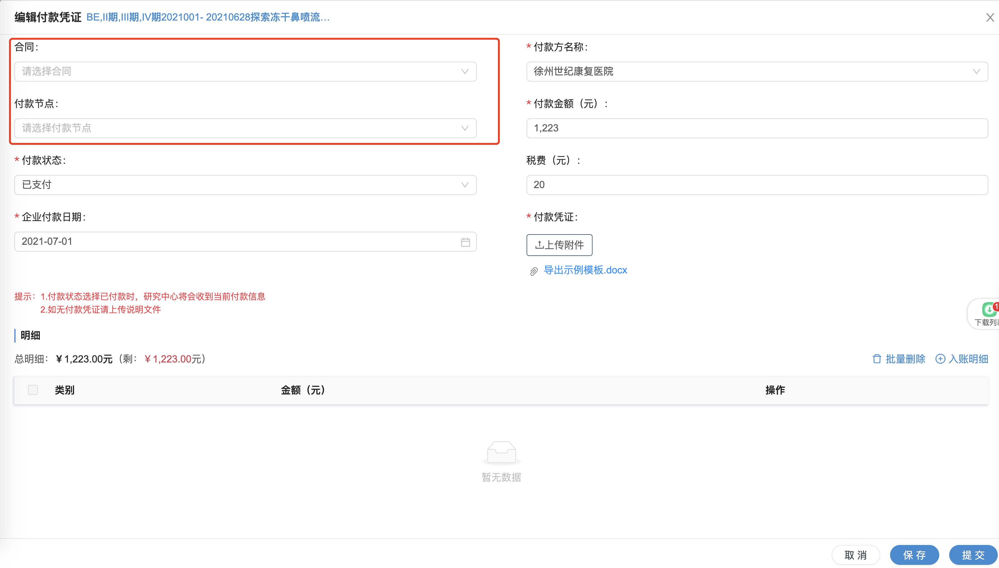 编辑付款凭证 BE,II期,III期,IV期2021001- 20210628探索冻干鼻喷流...
合同:
请选择合同
* 付款方名称:
徐州世纪康复医院
付款节点:
请选择付款节点
* 付款金额（元）:
1,223
* 付款状态:
已支付
税费（元）:
20
* 企业付款日期:
2021-07-01
* 付款凭证:
上传附件
导出示例模板.docx
提示：1.付款状态选择已付款时，研究中心将会收到当前付款信息
2.如无付款凭证请上传说明文件
1
下载列
明细
总明细：¥ 1,223.00元（剩：¥ 1,223.00元）
批量删除 入账明细
类别 金额（元） 操作
暂无数据
取 消 保 存 提 交